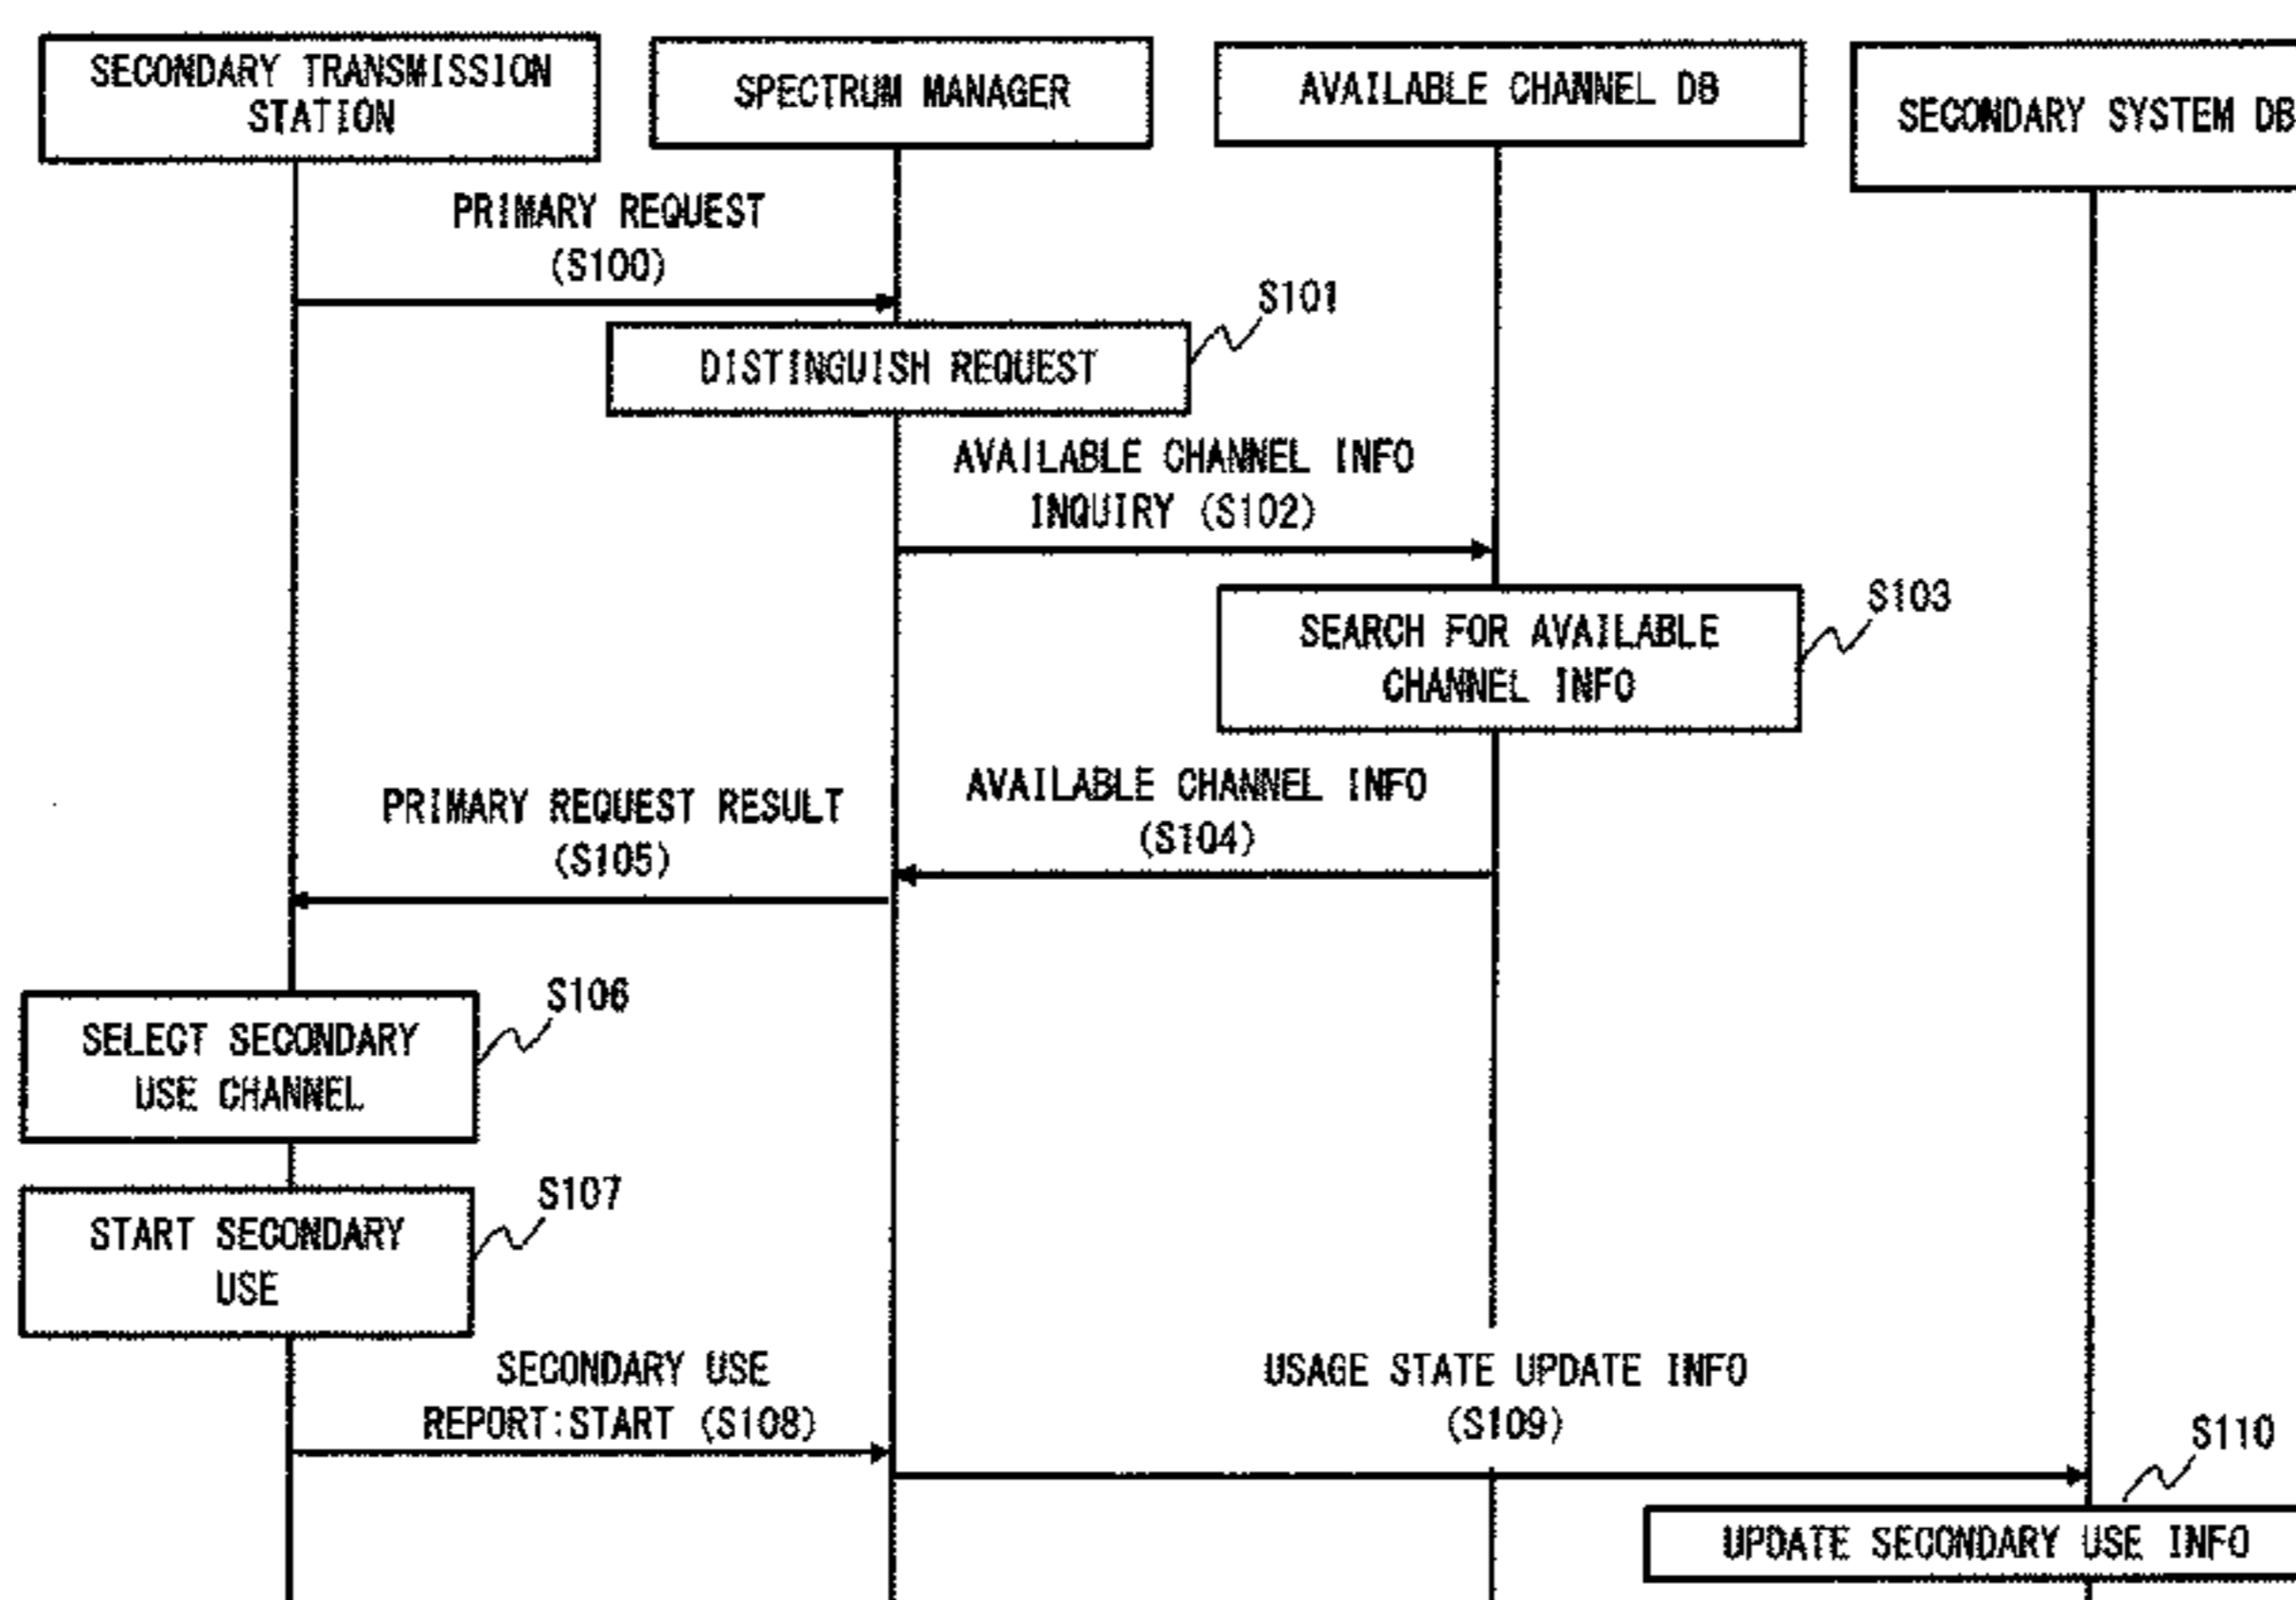 SECONDARY TRANSMISSION
STATION
SPECTRUM MANAGER
AVAILABLE CHANNEL DB
SECONDARY SYSTEM DB
PRIMARY REQUEST
(S100)
S101
DISTINGUISH REQUEST
AVAILABLE CHANNEL INFO
INQUIRY (S102)
S103
SEARCH FOR AVAILABLE
CHANNEL INFO
AVAILABLE CHANNEL INFO
(S104)
PRIMARY REQUEST RESULT
(S105)
S106
SELECT SECONDARY
USE CHANNEL
S107
START SECONDARY
USE
SECONDARY USE
REPORT:START (S108)
USAGE STATE UPDATE INFO
(S109)
S110
UPDATE SECONDARY USE INFO